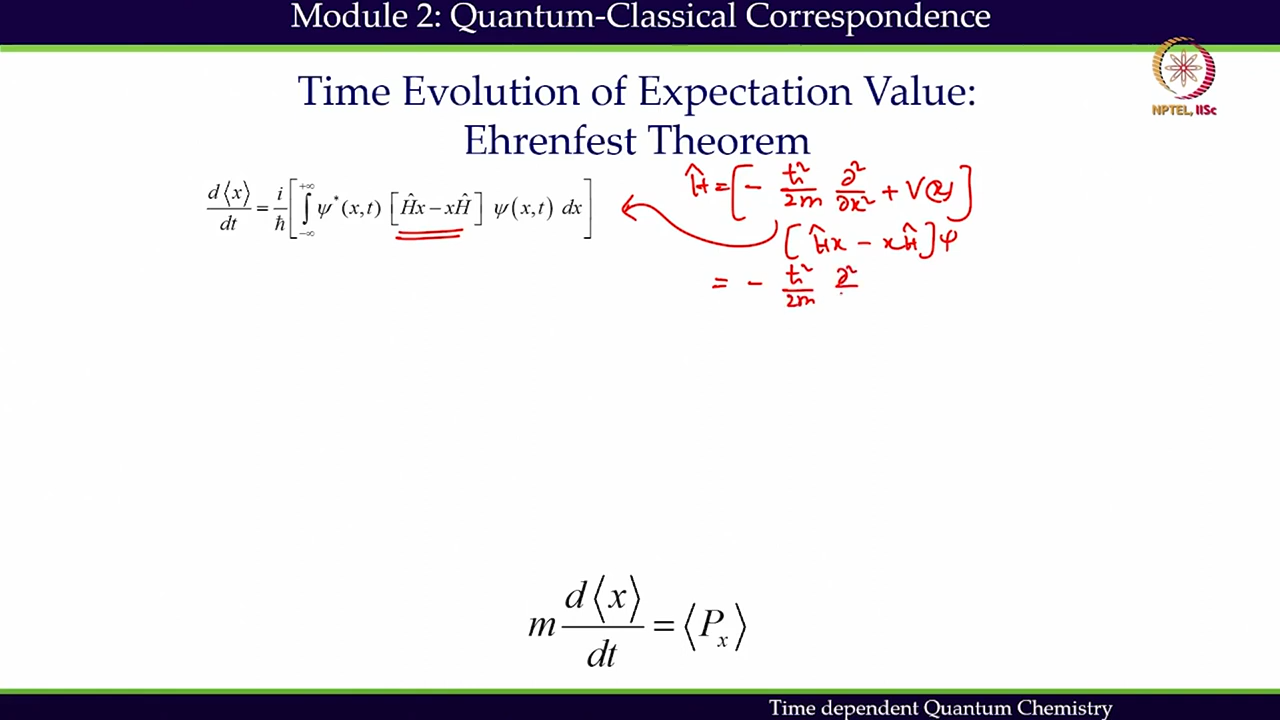 Module 2: Quantum-Classical Correspondence
NPTEL, IISc
Time Evolution of Expectation Value:
Ehrenfest Theorem
d⟨x⟩/dt = i/ħ [ ∫_{-∞}^{+∞} ψ*(x,t) [Ĥx − xĤ] ψ(x,t) dx ]
Ĥ = [ − ħ²/2m ∂²/∂x² + V(x) ]
[ Ĥx − xĤ ] ψ
= − ħ²/2m ∂²
m d⟨x⟩/dt = ⟨P_x⟩
Time dependent Quantum Chemistry